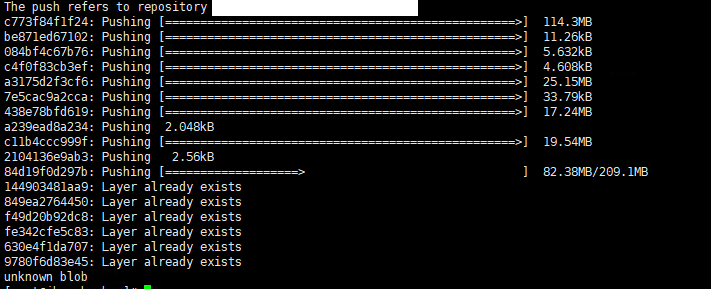 The push refers to repository
c773f84f1f24: Pushing [==================================================>]  114.3MB
be871ed67102: Pushing [==================================================>]  11.26kB
084bf4c67b76: Pushing [==================================================>]  5.632kB
c4f0f83cb3ef: Pushing [==================================================>]  4.608kB
a3175d2f3cf6: Pushing [==================================================>]  25.15MB
7e5cac9a2cca: Pushing [==================================================>]  33.79kB
438e78bfd619: Pushing [==================================================>]  17.24MB
a239ead8a234: Pushing  2.048kB
c11b4ccc999f: Pushing [==================================================>]  19.54MB
2104136e9ab3: Pushing   2.56kB
84d19f0d297b: Pushing [===================>                               ]  82.38MB/209.1MB
144903481aa9: Layer already exists
849ea2764450: Layer already exists
f49d20b92dc8: Layer already exists
fe342cfe5c83: Layer already exists
630e4f1da707: Layer already exists
9780f6d83e45: Layer already exists
unknown blob